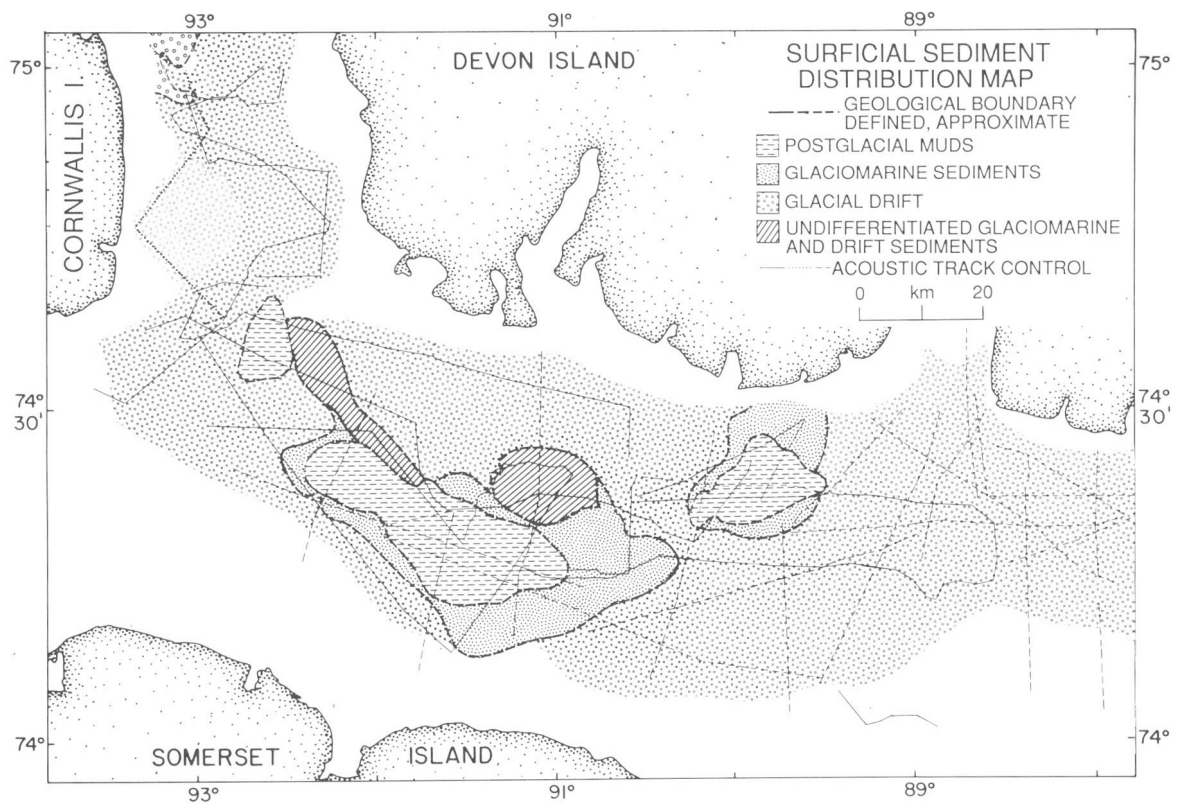 93°
91°
89°
75°
75°
CORNWALLIS I.
DEVON ISLAND
SURFICIAL SEDIMENT
DISTRIBUTION MAP
GEOLOGICAL BOUNDARY
DEFINED, APPROXIMATE
POSTGLACIAL MUDS
GLACIOMARINE SEDIMENTS
GLACIAL DRIFT
UNDIFFERENTIATED GLACIOMARINE
AND DRIFT SEDIMENTS
ACOUSTIC TRACK CONTROL
0 km 20
74°
30'
74°
30'
74°
74°
SOMERSET ISLAND
93°
91°
89°